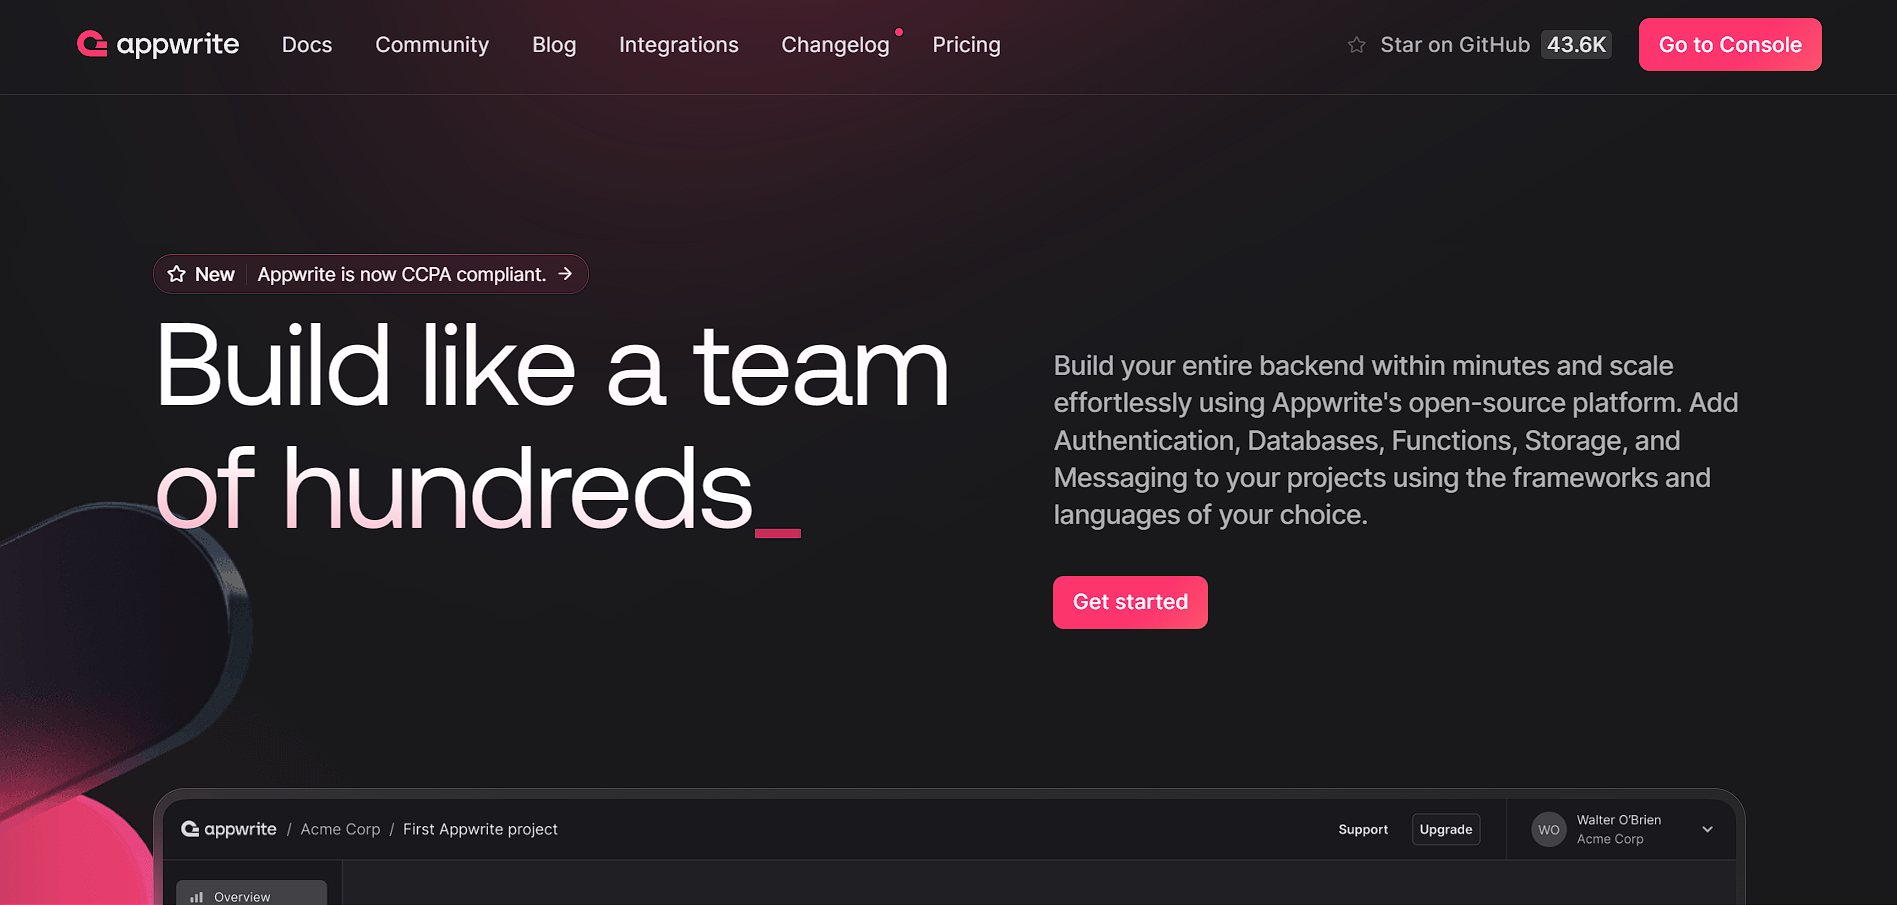 appwrite Docs Community Blog Integrations Changelog Pricing Star on GitHub 43.6K Go to Console
New Appwrite is now CCPA compliant. →
Build like a team
of hundreds_
Build your entire backend within minutes and scale
effortlessly using Appwrite's open-source platform. Add
Authentication, Databases, Functions, Storage, and
Messaging to your projects using the frameworks and
languages of your choice.
Get started
appwrite / Acme Corp / First Appwrite project Support Upgrade WO Walter O'Brien
Acme Corp
Overview